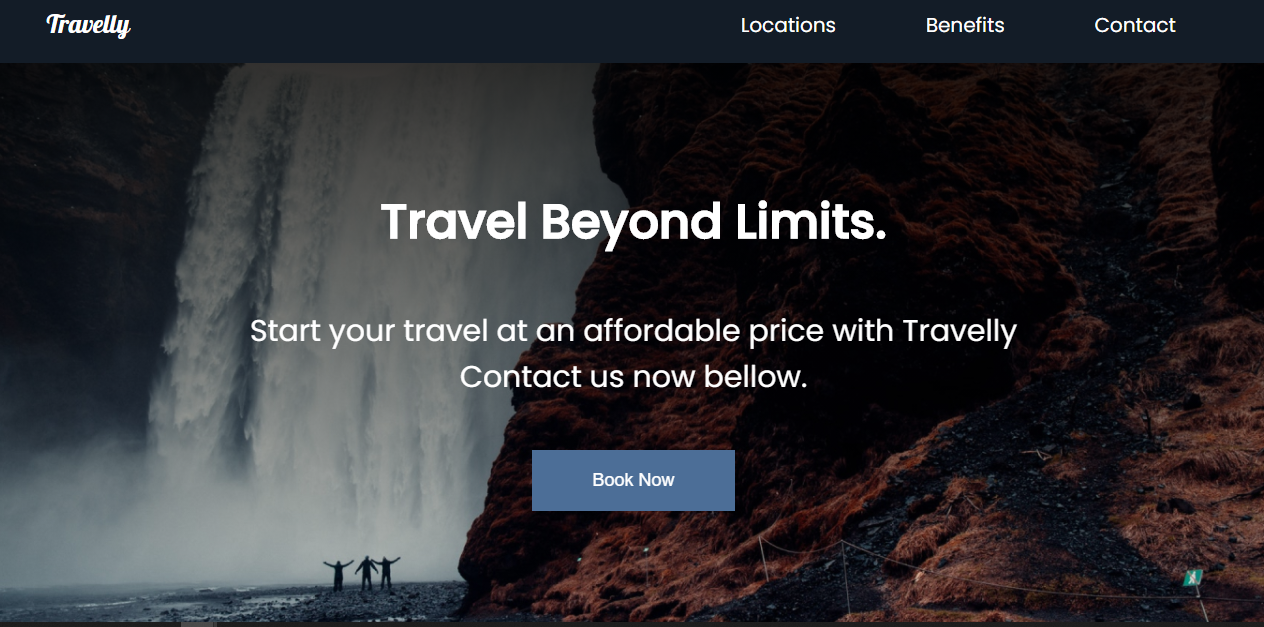 Travelly
Locations
Benefits
Contact
Travel Beyond Limits.
Start your travel at an affordable price with Travelly
Contact us now bellow.
Book Now